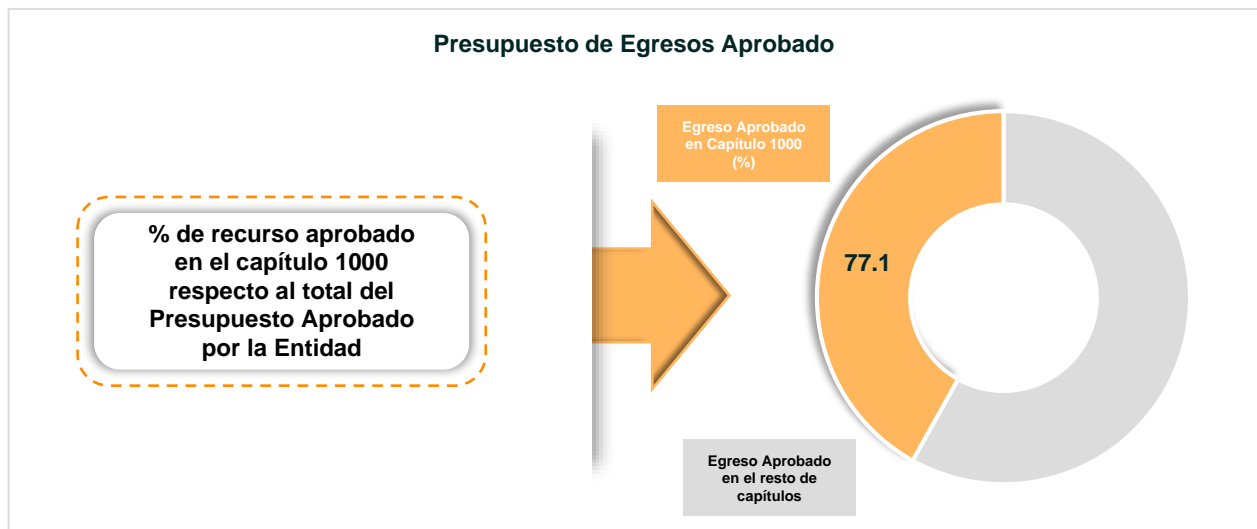 Presupuesto de Egresos Aprobado
% de recurso aprobado
en el capítulo 1000
respecto al total del
Presupuesto Aprobado
por la Entidad
Egreso Aprobado
en Capítulo 1000
(%)
77.1
Egreso Aprobado
en el resto de
capítulos